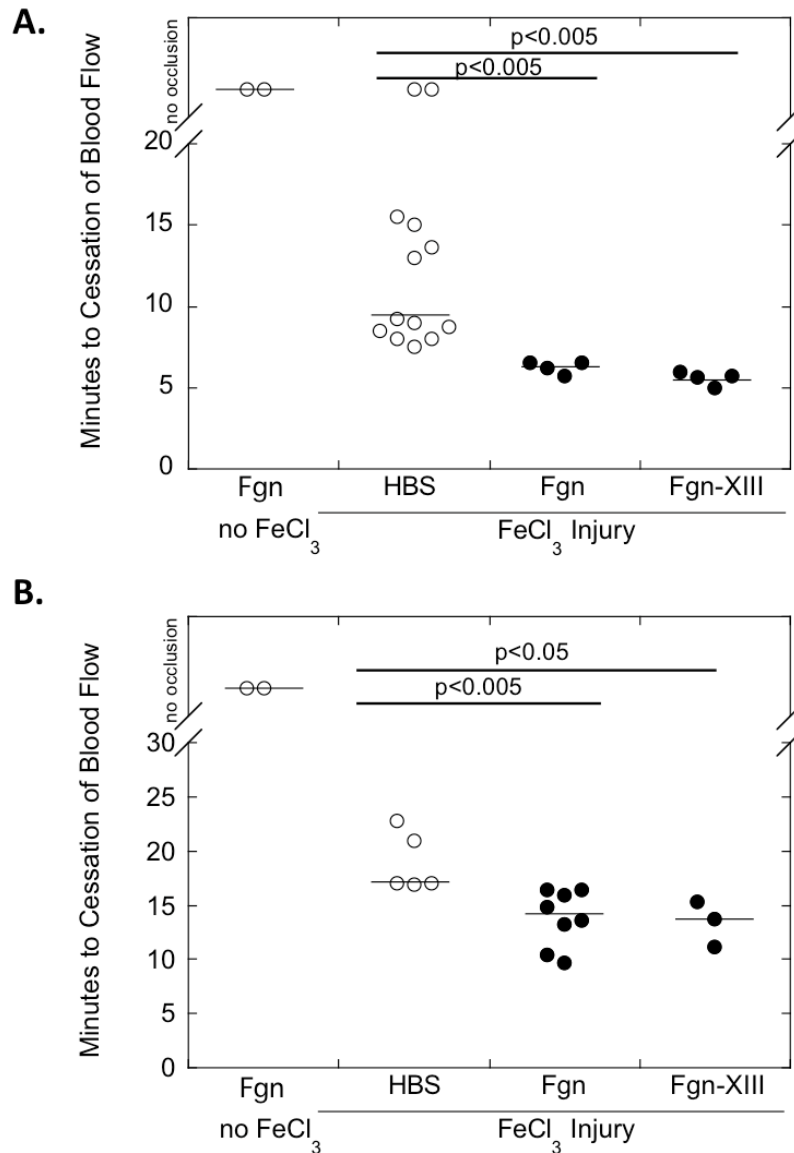 A.
Minutes to Cessation of Blood Flow
no occlusion
p<0.005
p<0.005
20
15
10
5
0
Fgn HBS Fgn Fgn-XIII
no FeCl3 FeCl3 Injury
B.
Minutes to Cessation of Blood Flow
no occlusion
p<0.05
p<0.005
30
25
20
15
10
5
0
Fgn HBS Fgn Fgn-XIII
no FeCl3 FeCl3 Injury